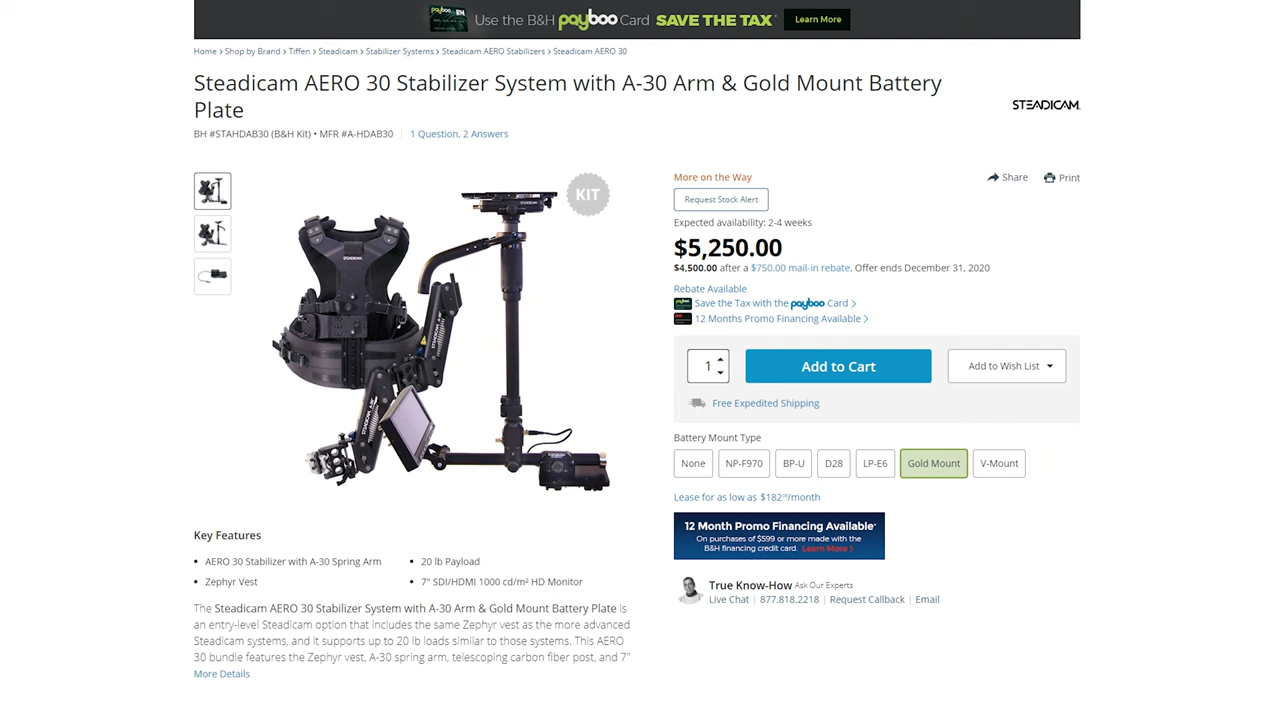 Use the B&H payboo Card SAVE THE TAX* Learn More
Home > Shop by Brand > Tiffen > Steadicam > Stabilizer Systems > Steadicam AERO Stabilizers > Steadicam AERO 30
Steadicam AERO 30 Stabilizer System with A-30 Arm & Gold Mount Battery
Plate
STEADICAM.
BH #STAHDAB30 (B&H Kit) • MFR #A-HDAB30 1 Question, 2 Answers
KIT
More on the Way
Share Print
Request Stock Alert
Expected availability: 2-4 weeks
$5,250.00
$4,500.00 after a $750.00 mail-in rebate. Offer ends December 31, 2020
Rebate Available
Save the Tax with the payboo Card >
12 Months Promo Financing Available >
1 Add to Cart Add to Wish List
Free Expedited Shipping
Battery Mount Type
None NP-F970 BP-U D28 LP-E6 Gold Mount V-Mount
Lease for as low as $182/month
12 Month Promo Financing Available*
On purchases of $599 or more made with the
B&H financing credit card. Learn More >
Key Features
• AERO 30 Stabilizer with A-30 Spring Arm
• 20 lb Payload
• Zephyr Vest
• 7" SDI/HDMI 1000 cd/m² HD Monitor
True Know-How Ask Our Experts
Live Chat | 877.818.2218 | Request Callback | Email
The Steadicam AERO 30 Stabilizer System with A-30 Arm & Gold Mount Battery Plate is
an entry-level Steadicam option that includes the same Zephyr vest as the more advanced
Steadicam systems, and it supports up to 20 lb loads similar to those systems. This AERO
30 bundle features the Zephyr vest, A-30 spring arm, telescoping carbon fiber post, and 7"
More Details